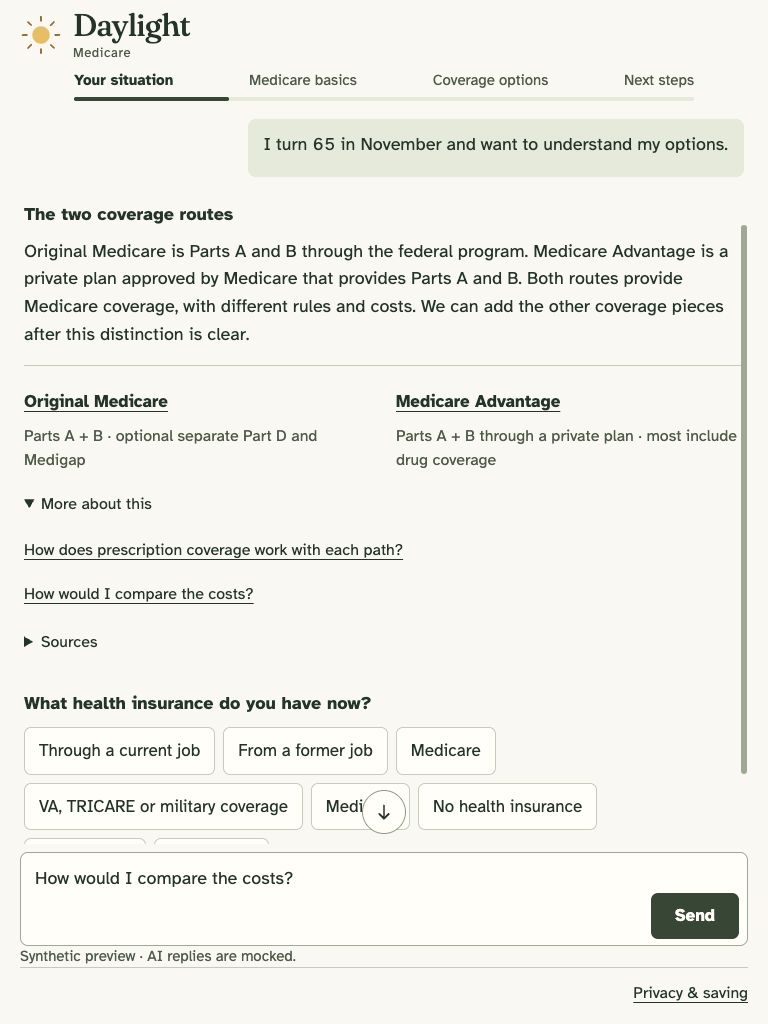 Daylight
Medicare
Your situation
Medicare basics
Coverage options
Next steps
I turn 65 in November and want to understand my options.
The two coverage routes
Original Medicare is Parts A and B through the federal program. Medicare Advantage is a
private plan approved by Medicare that provides Parts A and B. Both routes provide
Medicare coverage, with different rules and costs. We can add the other coverage pieces
after this distinction is clear.
Original Medicare
Parts A + B · optional separate Part D and
Medigap
Medicare Advantage
Parts A + B through a private plan · most include
drug coverage
▼ More about this
How does prescription coverage work with each path?
How would I compare the costs?
▶ Sources
What health insurance do you have now?
Through a current job
From a former job
Medicare
VA, TRICARE or military coverage
No health insurance
How would I compare the costs?
Send
Synthetic preview · AI replies are mocked.
Privacy & saving